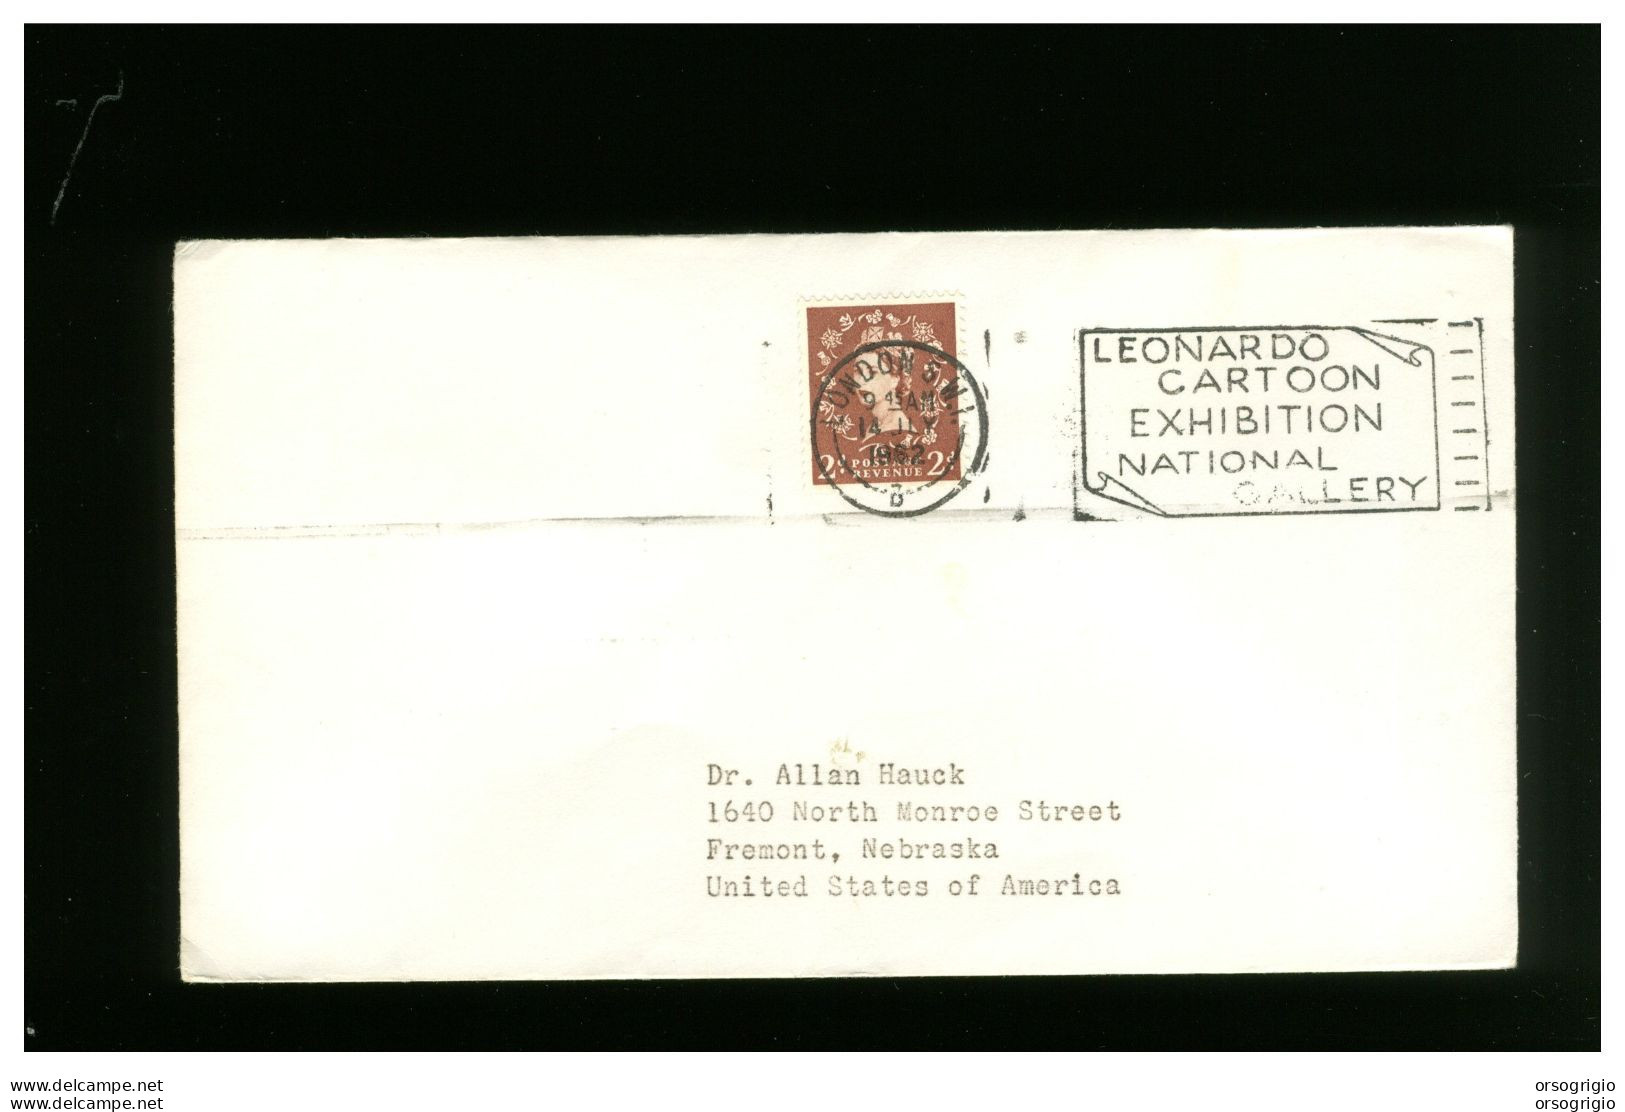 LONDON S.W.1.
9 45 AM
14 JLY
1962
B
2D POSTAGE 2D
REVENUE
LEONARDO
CARTOON
EXHIBITION
NATIONAL
GALLERY
Dr. Allan Hauck
1640 North Monroe Street
Fremont, Nebraska
United States of America
www.delcampe.net
www.delcampe.net
orsogrigio
orsogrigio